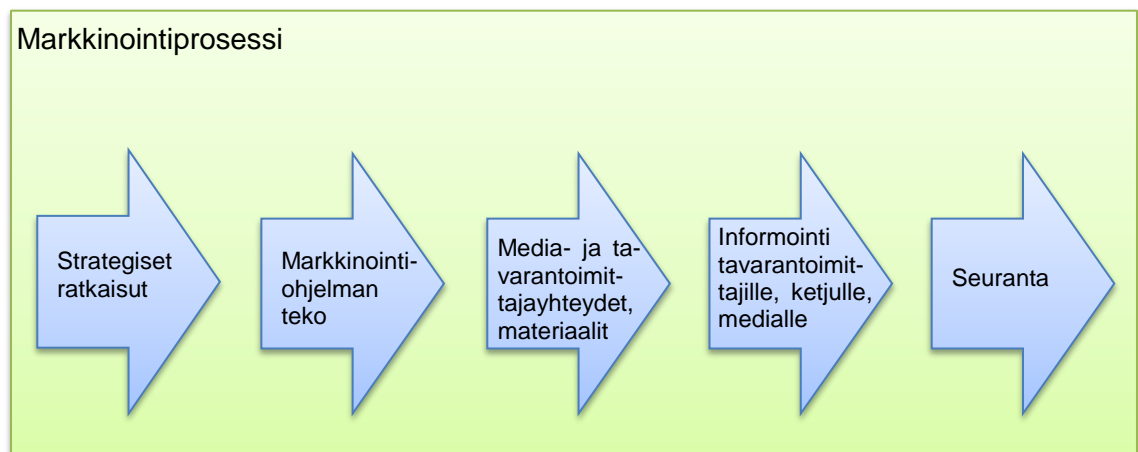 Markkinointiprosessi
Strategiset
ratkaisut
Markkinointi-
ohjelman
teko
Media- ja ta-
varantoimit-
tajayhteydet,
materiaalit
Informointi
tavarantoimit-
tajille, ketjulle,
medialle
Seuranta